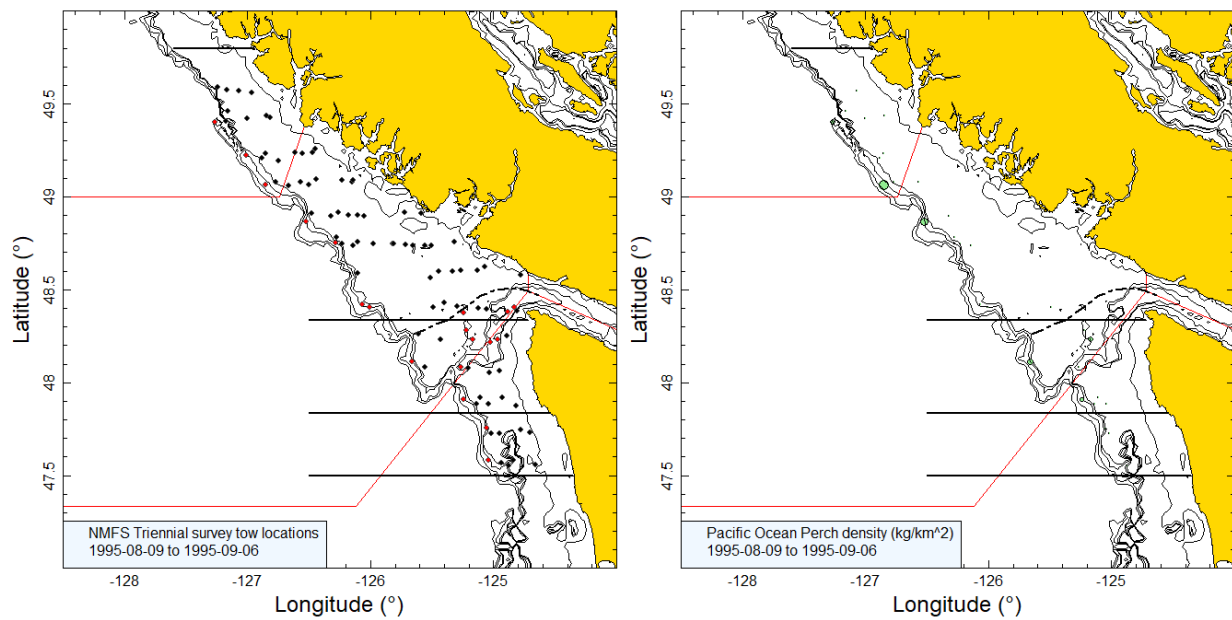 49.5
49
48.5
48
47.5
Latitude (°)
NMFS Triennial survey tow locations
1995-08-09 to 1995-09-06
-128
-127
-126
-125
Longitude (°)
49.5
49
48.5
48
47.5
Latitude (°)
Pacific Ocean Perch density (kg/km^2)
1995-08-09 to 1995-09-06
-128
-127
-126
-125
Longitude (°)